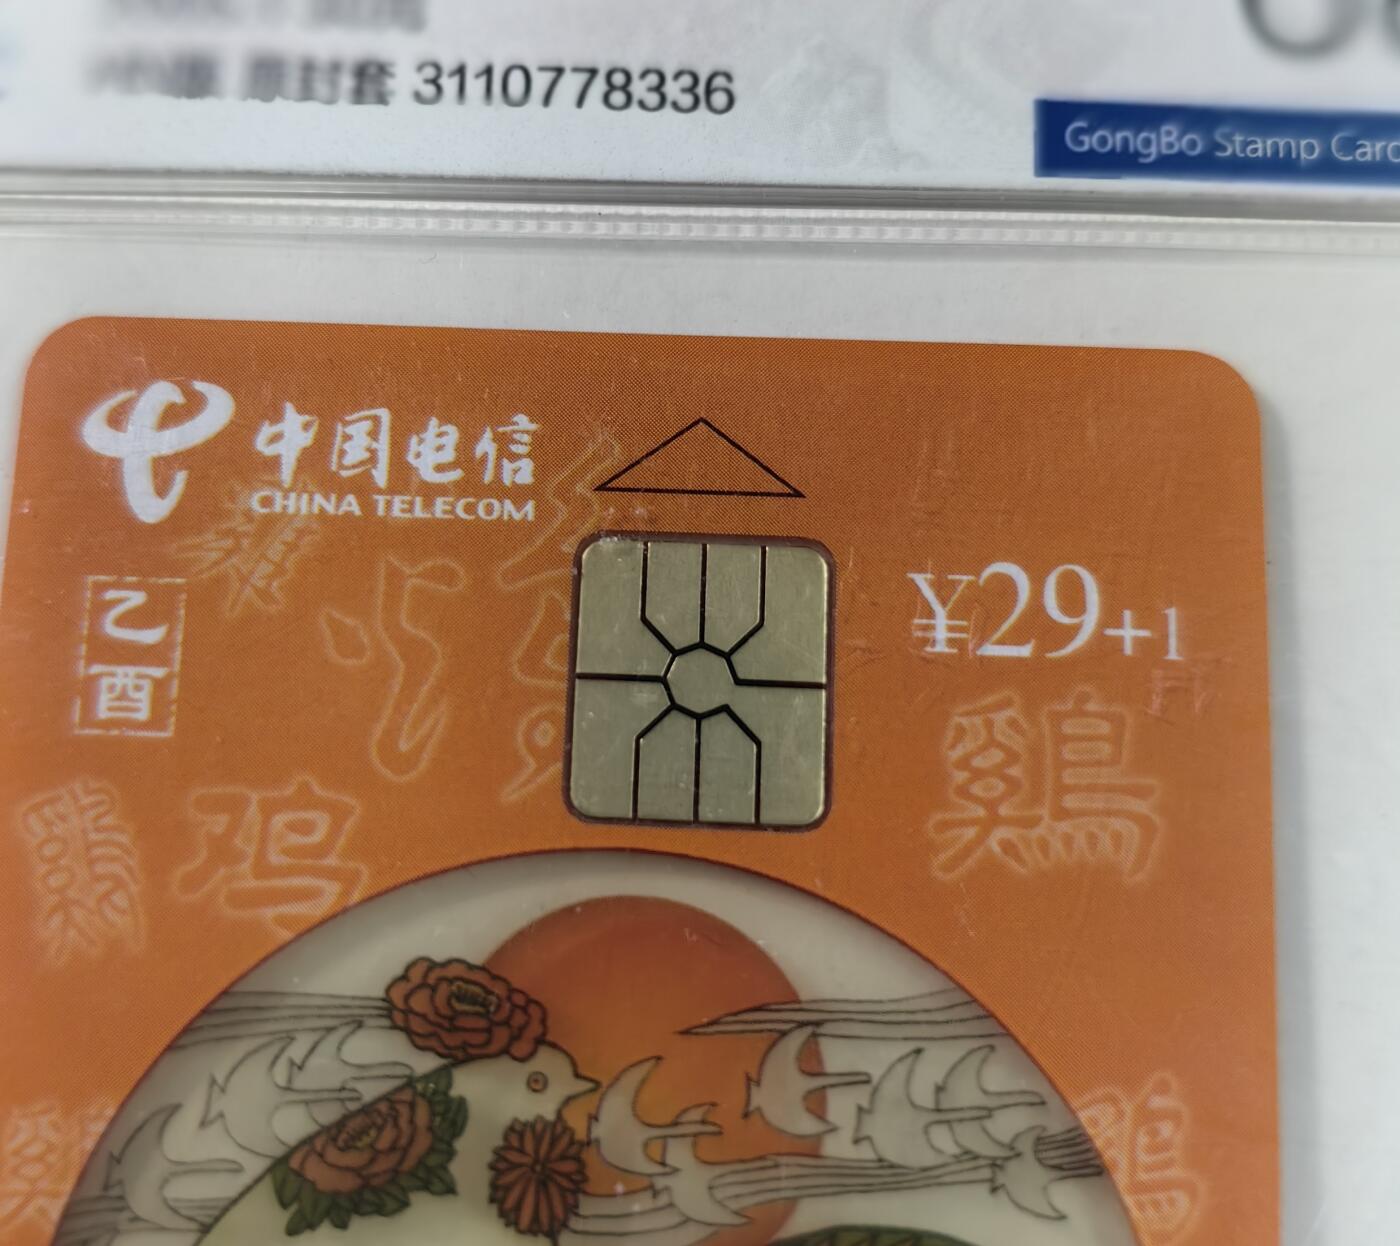 原封套 3110778336
GongBo Stamp Card
中国电信
CHINA TELECOM
乙
酉
¥29+1
鷄
鷄 鸡